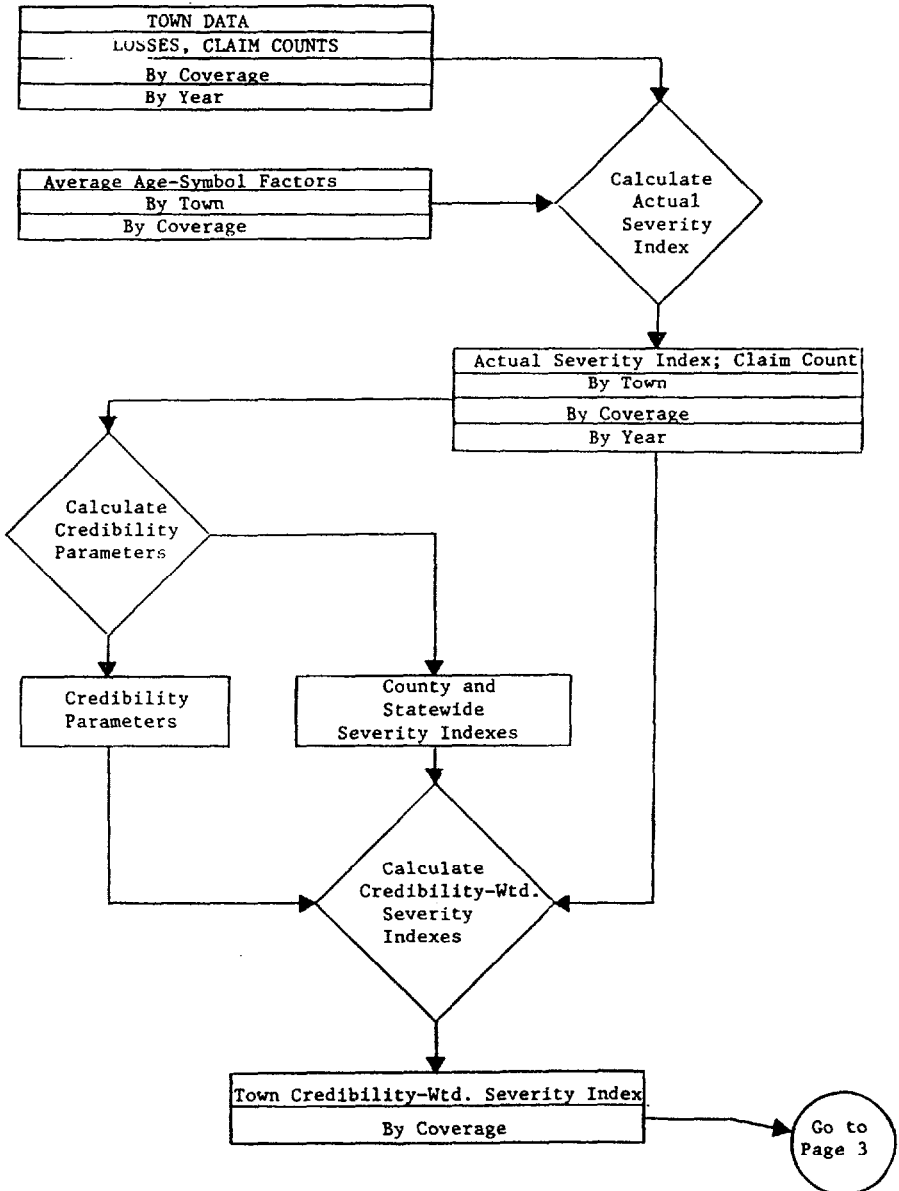 TOWN DATA
LOSSES, CLAIM COUNTS
By Coverage
By Year
Average Age-Symbol Factors
By Town
By Coverage
Calculate
Actual
Severity
Index
Actual Severity Index; Claim Count
By Town
By Coverage
By Year
Calculate
Credibility
Parameters
Credibility
Parameters
County and
Statewide
Severity Indexes
Calculate
Credibility-Wtd.
Severity
Indexes
Town Credibility-Wtd. Severity Index
By Coverage
Go to
Page 3